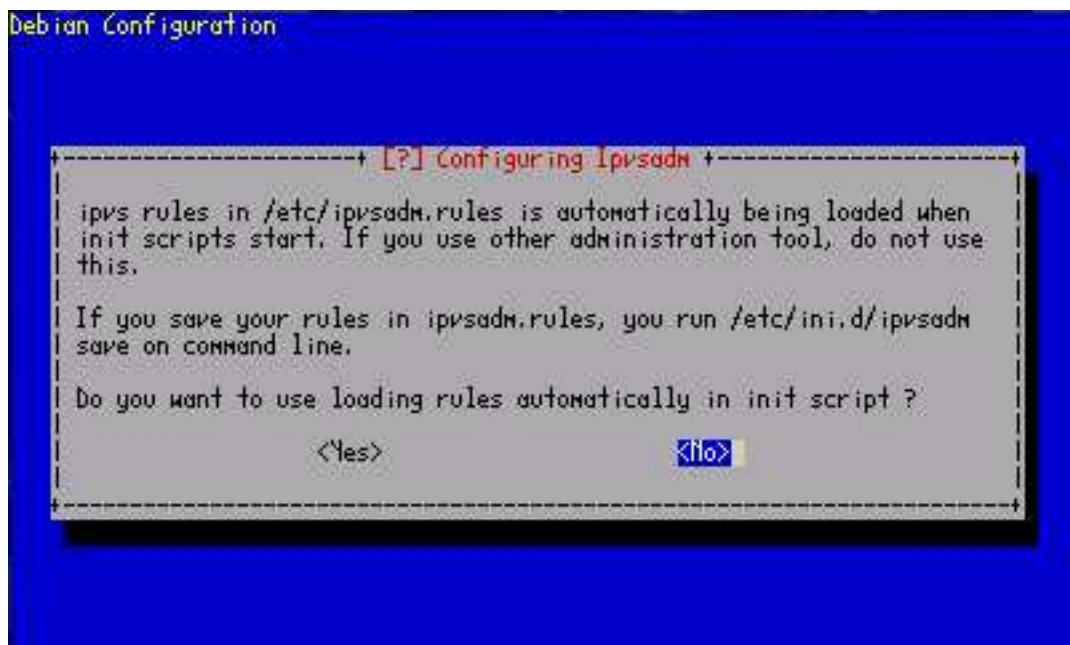 Debian Configuration
[?] Configuring Ipvsadm
ipvs rules in /etc/ipvsadm.rules is automatically being loaded when
init scripts start. If you use other administration tool, do not use
this.
If you save your rules in ipvsadm.rules, you run /etc/ini.d/ipvsadm
save on command line.
Do you want to use loading rules automatically in init script ?
<Yes> <No>